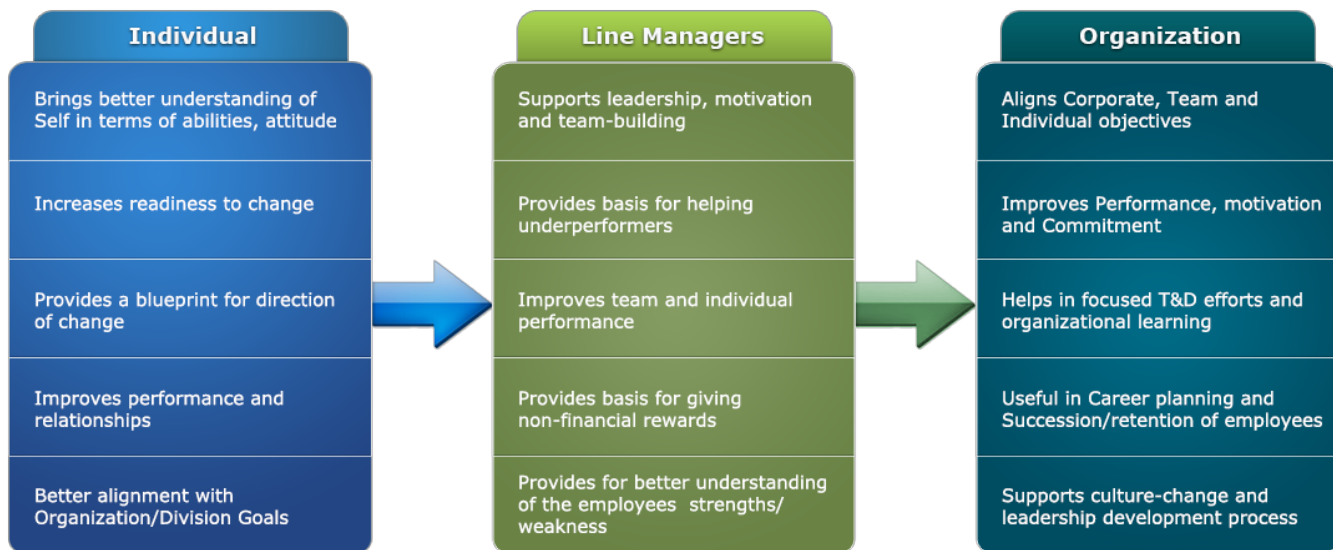 Individual
Brings better understanding of
Self in terms of abilities, attitude
Increases readiness to change
Provides a blueprint for direction
of change
Improves performance and
relationships
Better alignment with
Organization/Division Goals
Line Managers
Supports leadership, motivation
and team-building
Provides basis for helping
underperformers
Improves team and individual
performance
Provides basis for giving
non-financial rewards
Provides for better understanding
of the employees  strengths/
weakness
Organization
Aligns Corporate, Team and
Individual objectives
Improves Performance, motivation
and Commitment
Helps in focused T&D efforts and
organizational learning
Useful in Career planning and
Succession/retention of employees
Supports culture-change and
leadership development process